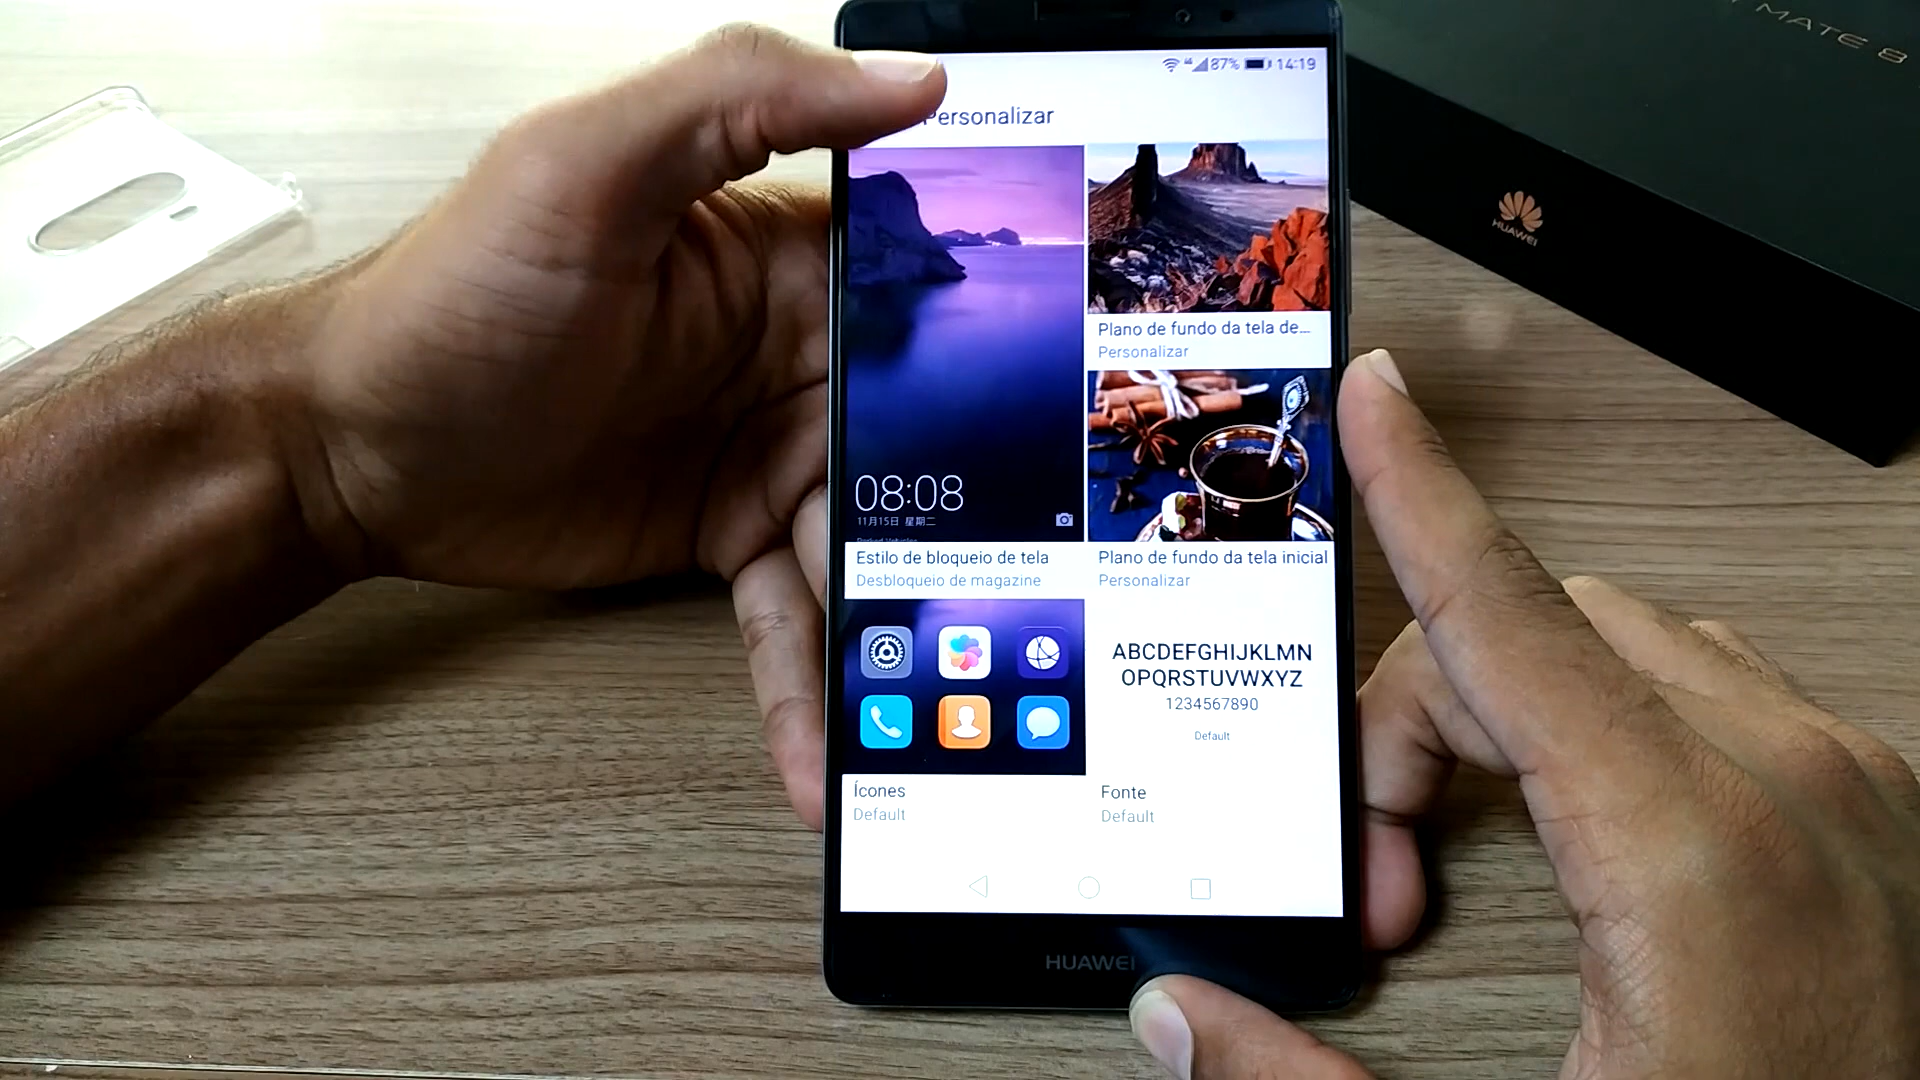 MATE 8
HUAWEI
87% 14:19
Personalizar
08:08
11月15日 星期二
Plano de fundo da tela de...
Personalizar
Estilo de bloqueio de tela
Desbloqueio de magazine
Plano de fundo da tela inicial
Personalizar
ABCDEFGHIJKLMN
OPQRSTUVWXYZ
1234567890
Default
Ícones
Default
Fonte
Default
HUAWEI